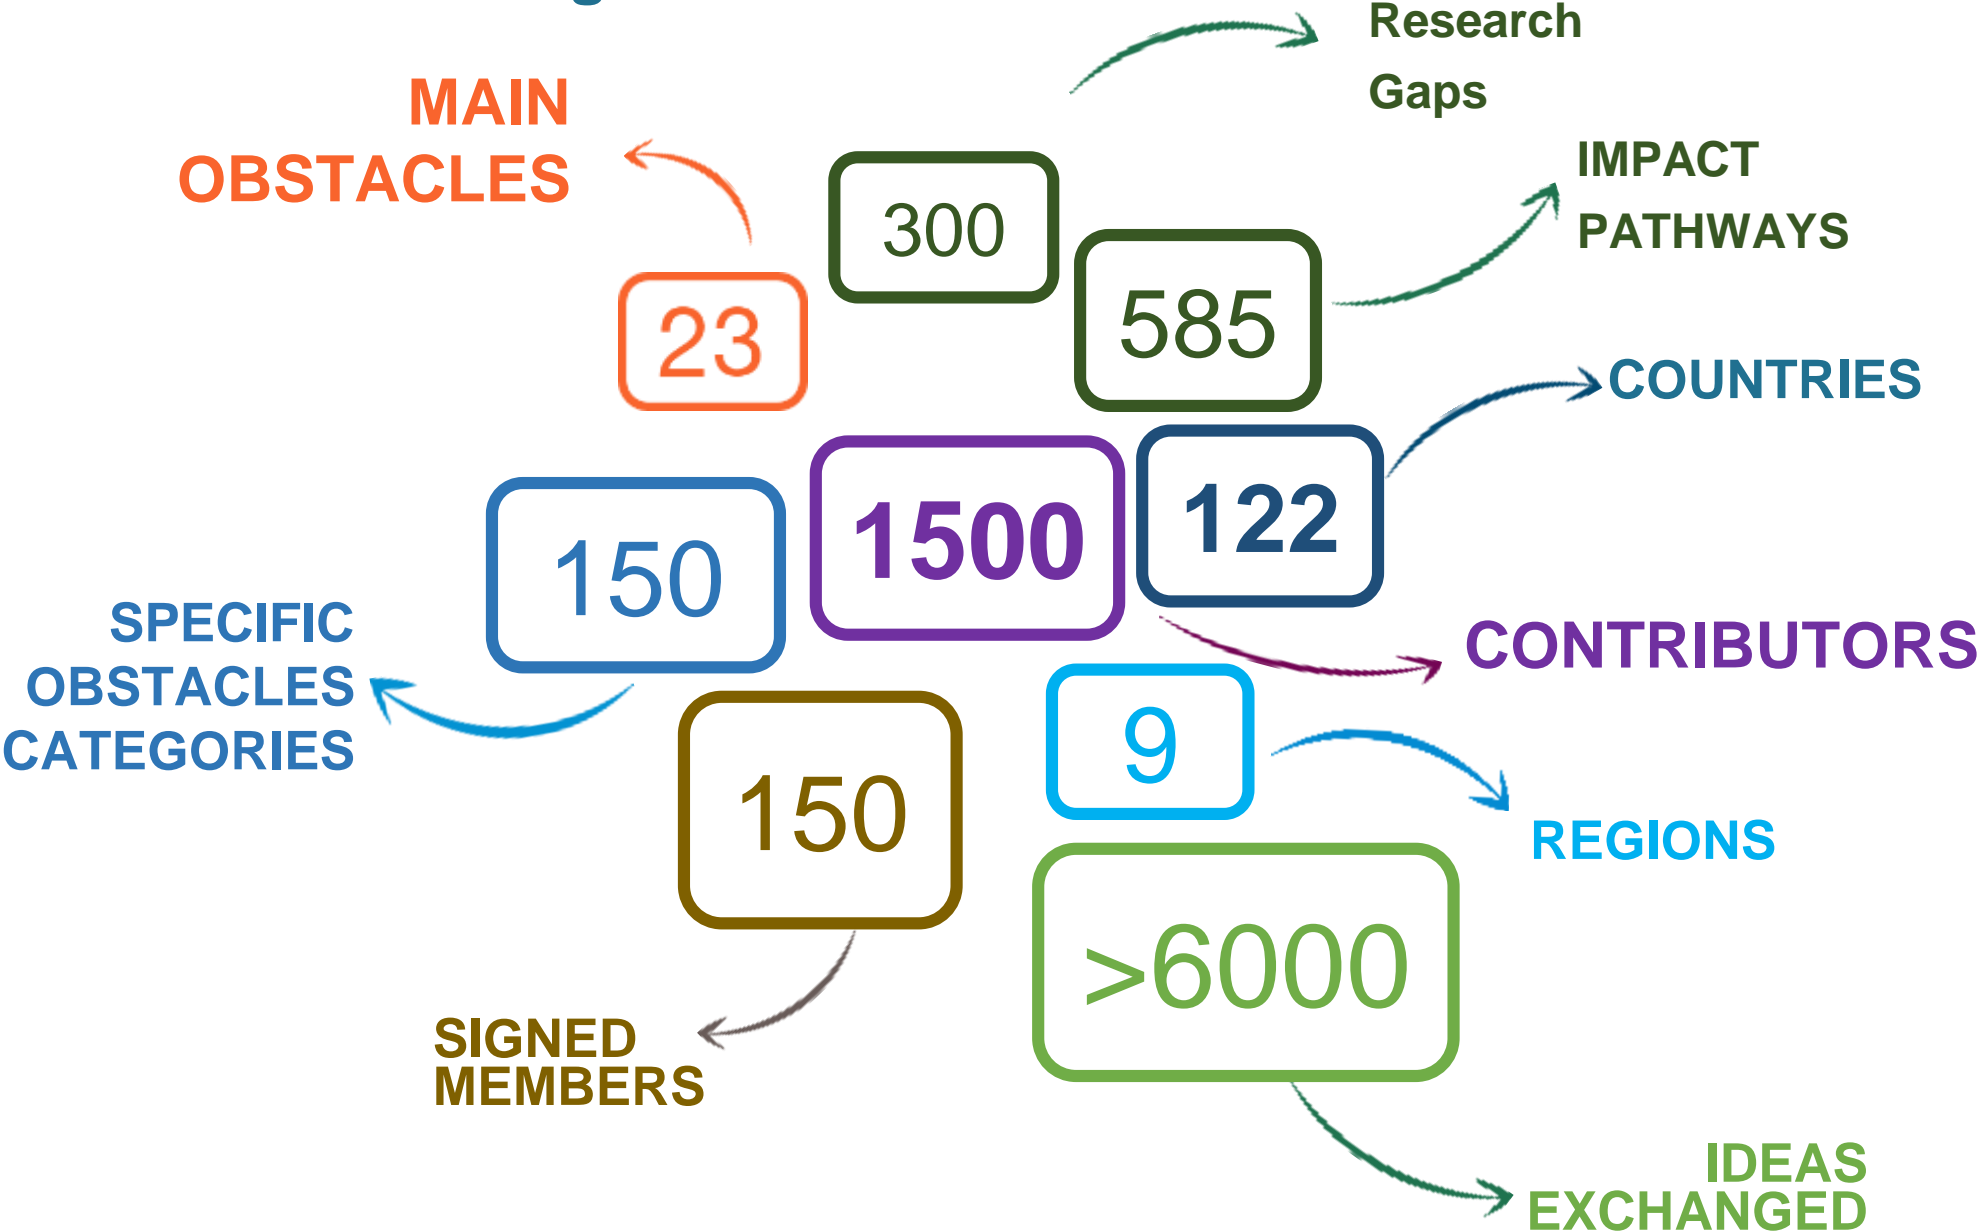 Research
Gaps
MAIN
OBSTACLES
IMPACT
PATHWAYS
300
585
23
COUNTRIES
1500
122
150
SPECIFIC
OBSTACLES
CATEGORIES
CONTRIBUTORS
9
150
REGIONS
>6000
SIGNED
MEMBERS
IDEAS
EXCHANGED